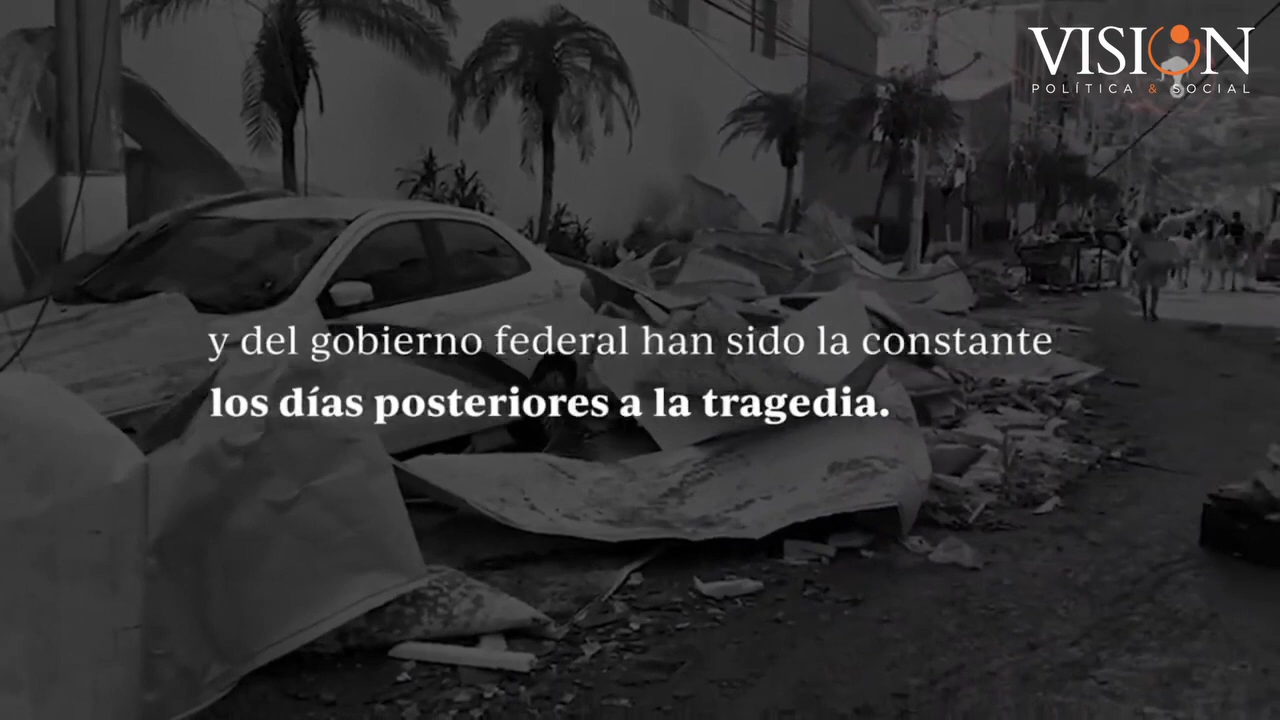 VISION
POLÍTICA & SOCIAL
y del gobierno federal han sido la constante
los días posteriores a la tragedia.